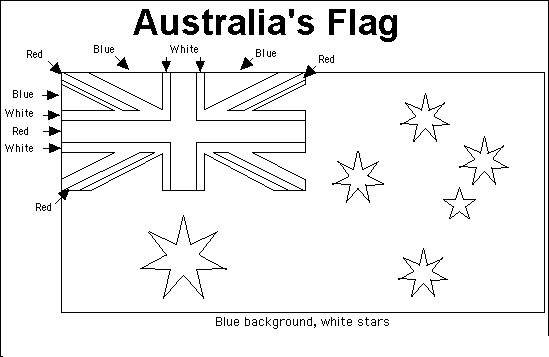 Australia's Flag
Blue White Blue
Red Red
Blue
White
Red
White
Red
Blue background, white stars